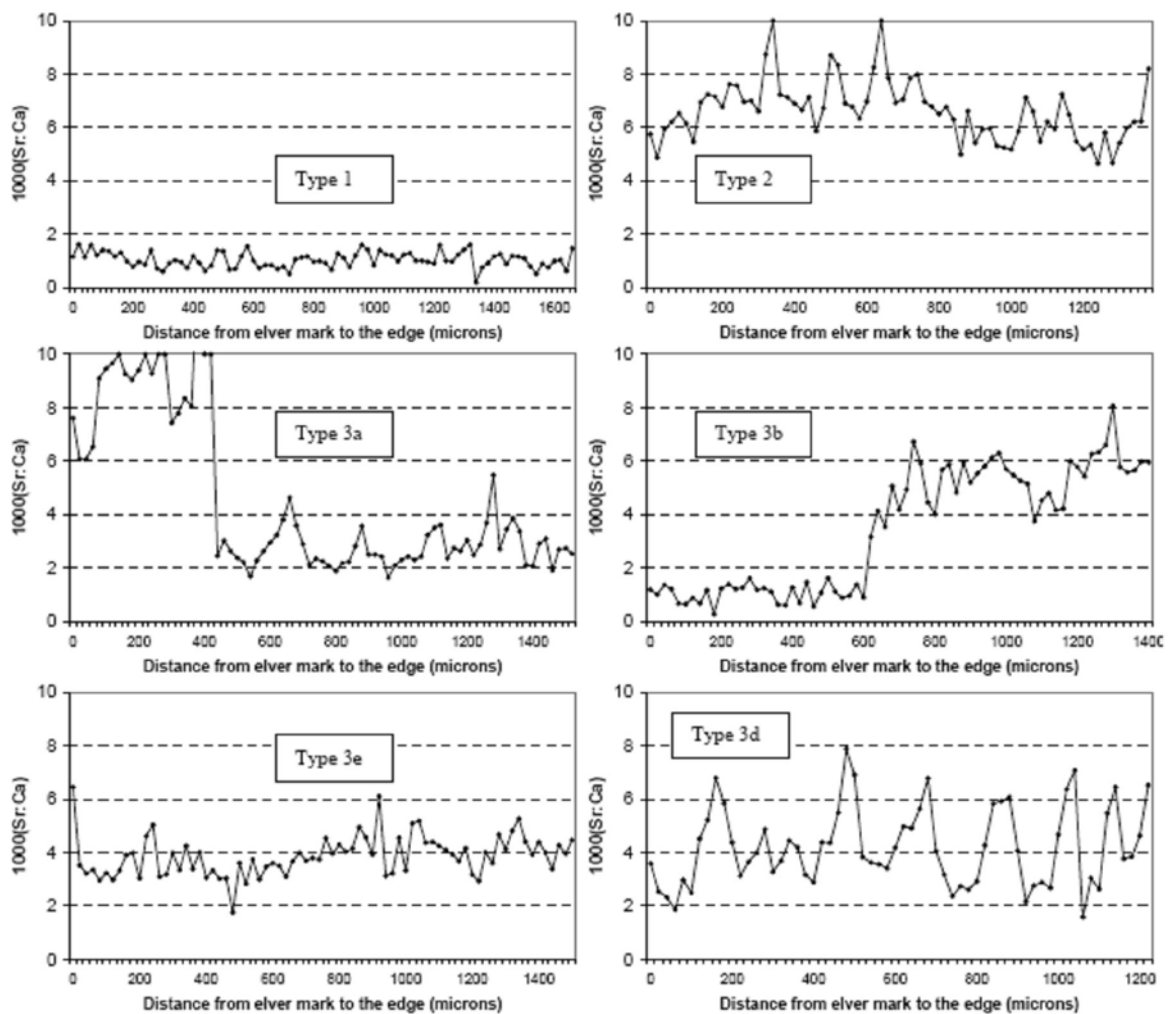 10
8
6
4
2
0
1000(Sr:Ca)
Type 1
0 200 400 600 800 1000 1200 1400 1600
Distance from elver mark to the edge (microns)
10
8
6
4
2
0
1000(Sr:Ca)
Type 2
0 200 400 600 800 1000 1200
Distance from elver mark to the edge (microns)
10
8
6
4
2
0
1000(Sr:Ca)
Type 3a
0 200 400 600 800 1000 1200 1400
Distance from elver mark to the edge (microns)
10
8
6
4
2
0
1000(Sr:Ca)
Type 3b
0 200 400 600 800 1000 1200 1400
Distance from elver mark to the edge (microns)
10
8
6
4
2
0
1000(Sr:Ca)
Type 3e
0 200 400 600 800 1000 1200 1400
Distance from elver mark to the edge (microns)
10
8
6
4
2
0
1000(Sr:Ca)
Type 3d
0 200 400 600 800 1000 1200
Distance from elver mark to the edge (microns)